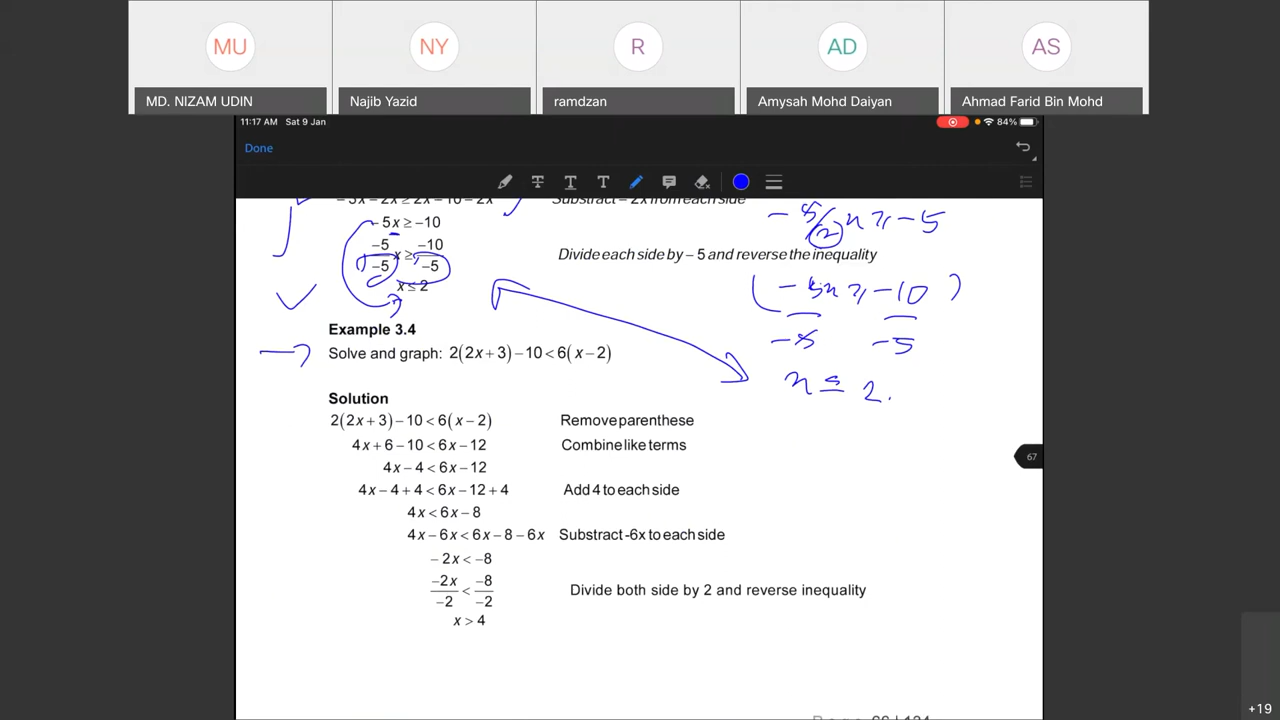 MU NY R AD AS
MD. NIZAM UDIN Najib Yazid ramdzan Amysah Mohd Daiyan Ahmad Farid Bin Mohd
11:17 AM Sat 9 Jan 84%
Done
- 5x ≥ -10
-5/-5 x ≥ -10/-5 Divide each side by – 5 and reverse the inequality
x ≤ 2
- 5/2 x ≥ -5
(-5x ≥ -10)
-5 -5
x ≤ 2.
Example 3.4
Solve and graph: 2(2x+3)-10<6(x-2)
Solution
2(2x+3)-10<6(x-2) Remove parenthese
4x+6-10<6x-12 Combine like terms
4x-4<6x-12
4x-4+4<6x-12+4 Add 4 to each side
4x<6x-8
4x-6x<6x-8-6x Substract -6x to each side
-2x<-8
-2x/-2 < -8/-2 Divide both side by 2 and reverse inequality
x>4
67
+19